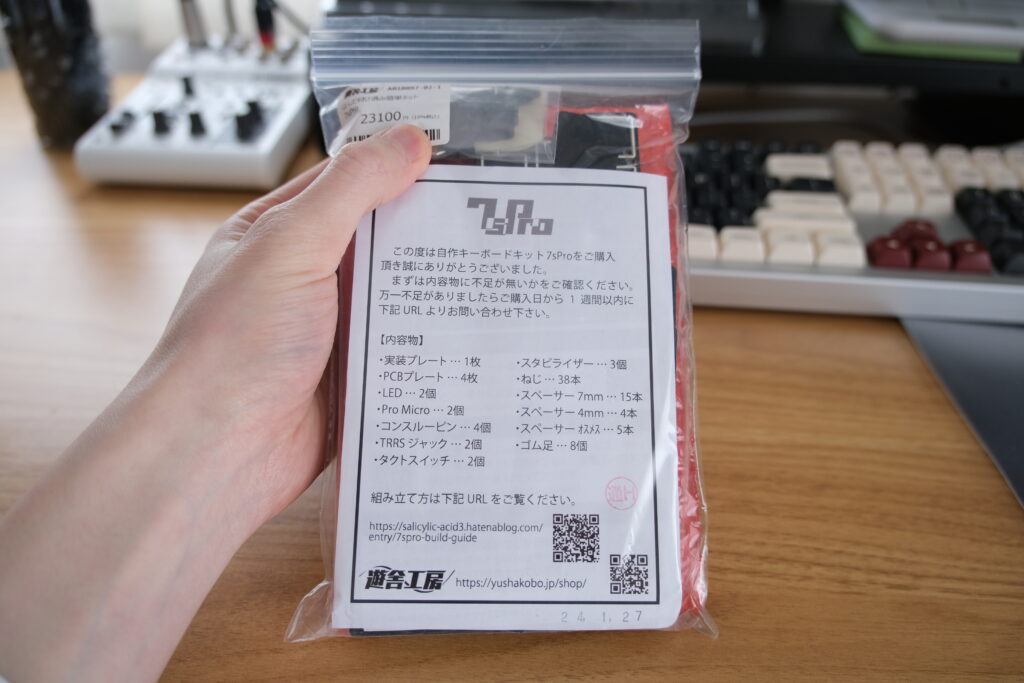 遊舎工房
A0100
23100円
7sPro
この度は自作キーボードキット7sProをご購入
頂き誠にありがとうございました。
まずは内容物に不足が無いかをご確認ください。
万一不足がありましたらご購入日から 1 週間以内に
下記 URL よりお問い合わせ下さい。
【内容物】
・実装プレート … 1枚
・PCBプレート … 4枚
・LED … 2個
・Pro Micro … 2個
・コンスルーピン … 4個
・TRRS ジャック … 2個
・タクトスイッチ … 2個
・スタビライザー … 3個
・ねじ … 38本
・スペーサー 7mm … 15本
・スペーサー 4mm … 4本
・スペーサー ｵｽﾒｽ … 5本
・ゴム足 … 8個
組み立て方は下記 URL をご覧ください。
https://salicylic-acid3.hatenablog.com/
entry/7spro-build-guide
遊舎工房 / https://yushakobo.jp/shop/
24. 1. 27